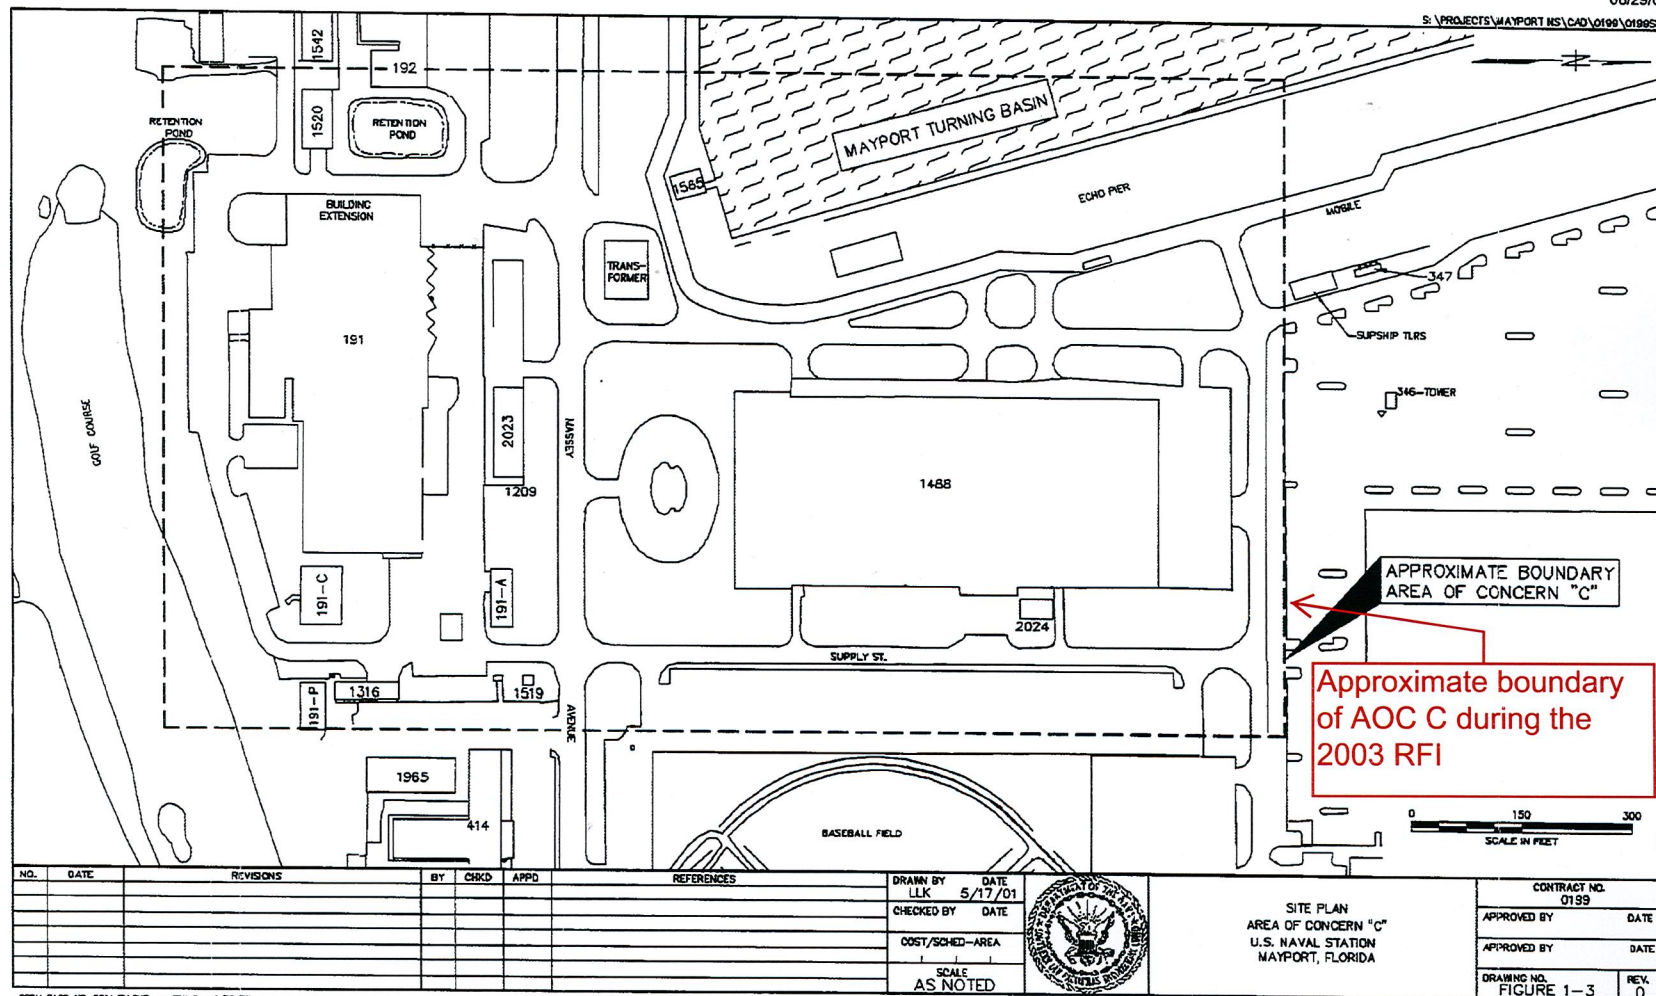 S: \PROJECTS\MAYPORT NS\CAD\0199\0199S
1542
192
RETENTION
POND
1520
RETENTION
POND
MAYPORT TURNING BASIN
1585
BUILDING
EXTENSION
ECHO PIER
MOBILE
TRANS-
FORMER
347
SUPSHIP TLRS
191
346-TOWER
GOLF COURSE
2023
MASSEY
1209
1488
191-C
191-A
2024
APPROXIMATE BOUNDARY
AREA OF CONCERN "C"
SUPPLY ST.
191-P
1316
1519
AVENUE
Approximate boundary
of AOC C during the
2003 RFI
1965
414
BASEBALL FIELD
0 150 300
SCALE IN FEET
NO. DATE REVISIONS BY CHKD APPD REFERENCES
DRAWN BY DATE
LLK 5/17/01
CHECKED BY DATE
COST/SCHED-AREA
SCALE
AS NOTED
SITE PLAN
AREA OF CONCERN "C"
U.S. NAVAL STATION
MAYPORT, FLORIDA
CONTRACT NO.
0199
APPROVED BY DATE
APPROVED BY DATE
DRAWING NO. REV.
FIGURE 1-3 0